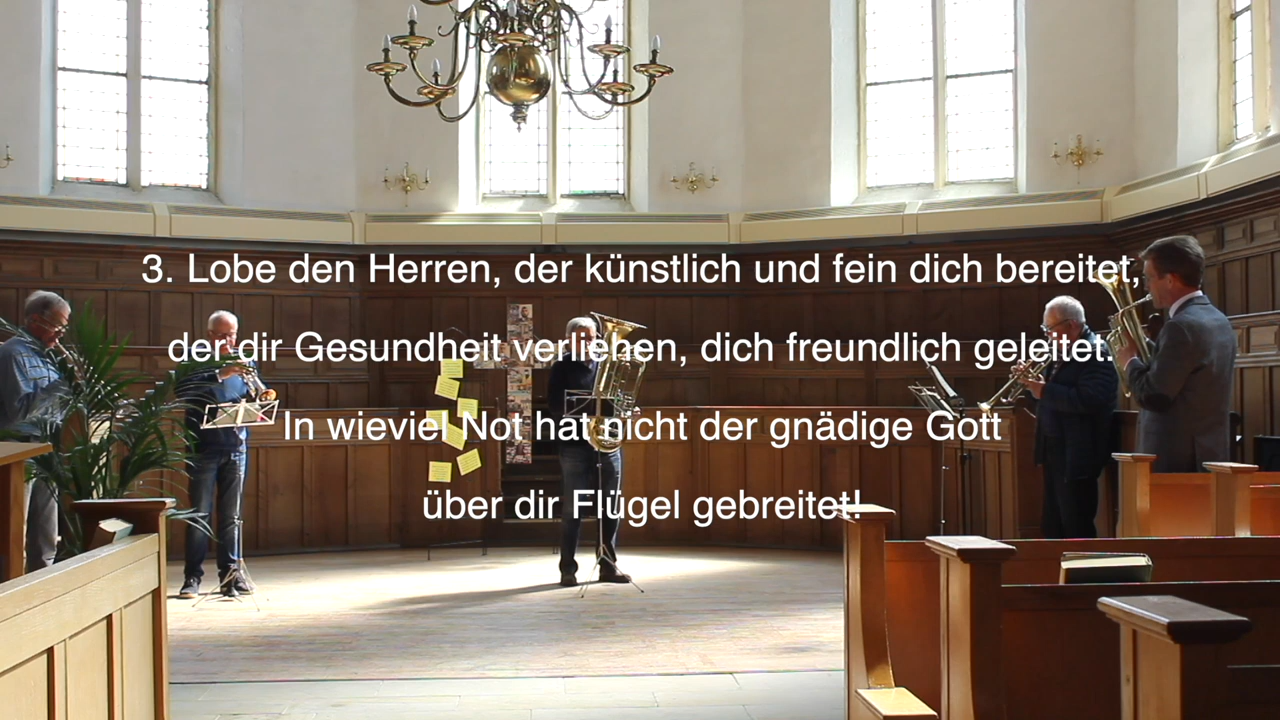 3. Lobe den Herren, der künstlich und fein dich bereitet,
der dir Gesundheit verliehen, dich freundlich geleitet.
In wieviel Not hat nicht der gnädige Gott
über dir Flügel gebreitet!